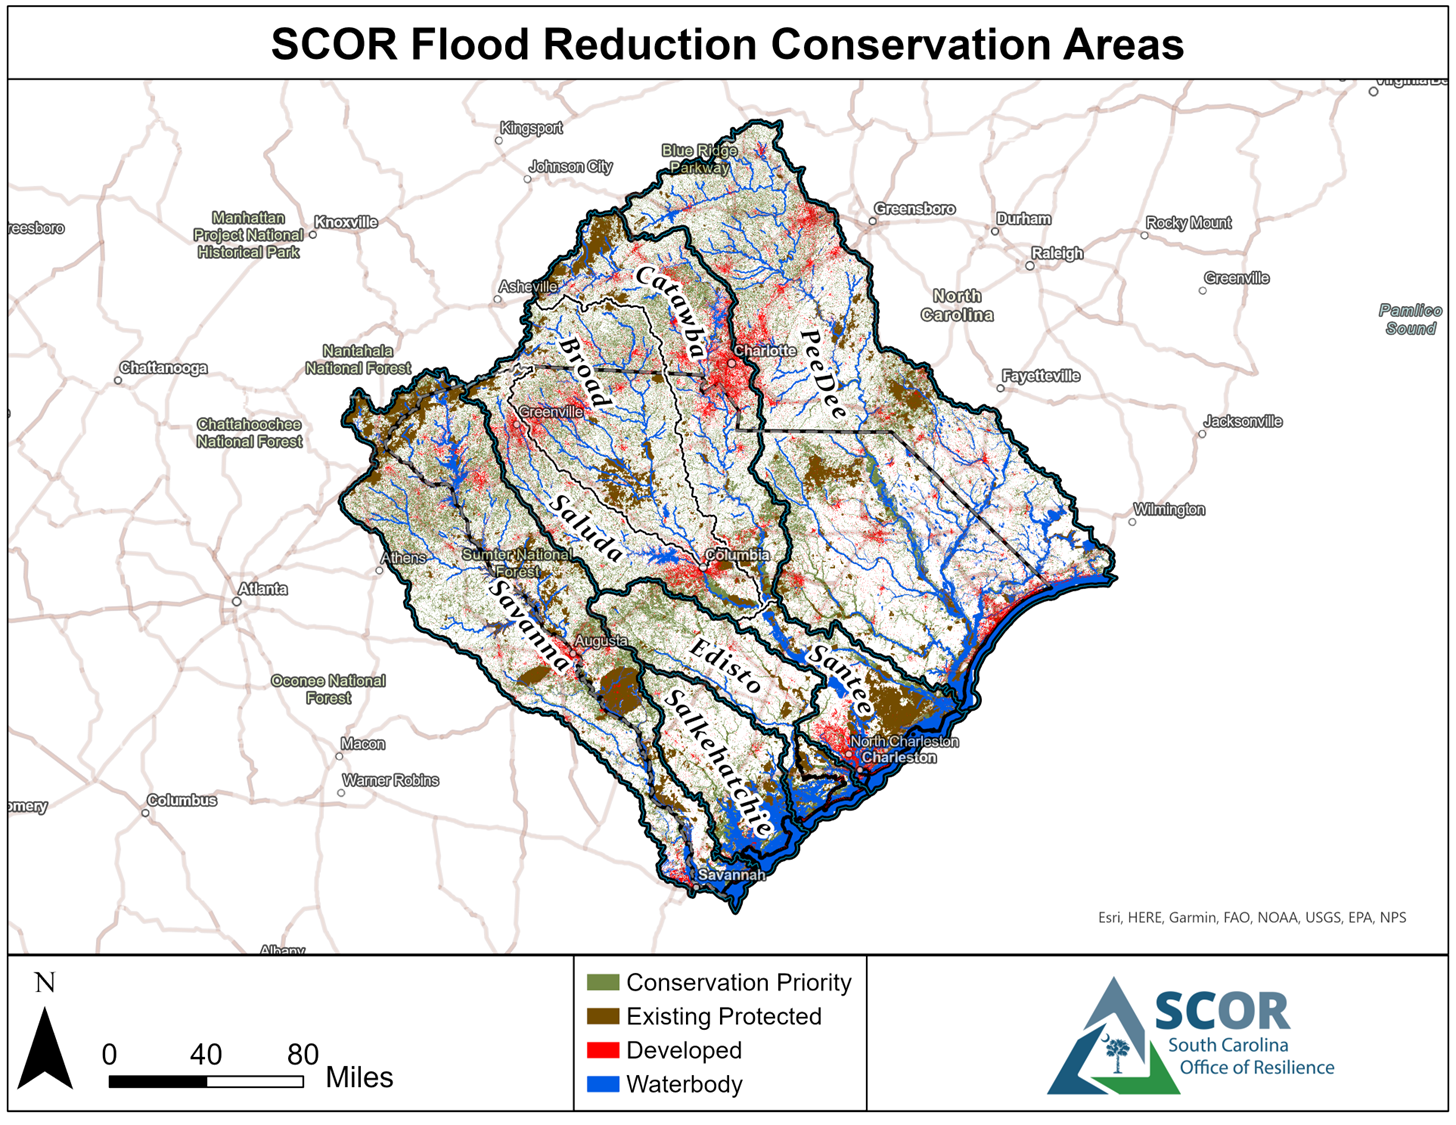 SCOR Flood Reduction Conservation Areas
Kingsport
Johnson City
Blue Ridge
Parkway
Manhattan
Project National
Historical Park
Knoxville
reesboro
Greensboro
Durham
Raleigh
Rocky Mount
Greenville
North
Carolina
Pamlico
Sound
Asheville
Catawba
Broad
PeeDee
Charlotte
Nantahala
National Forest
Chattanooga
Fayetteville
Jacksonville
Chattahoochee
National Forest
Greenville
Wilmington
Saluda
Columbia
Sumter National
Forest
Athens
Atlanta
Savanna
Augusta
Edisto
Santee
Oconee National
Forest
Salkehatchie
North Charleston
Charleston
Macon
Warner Robins
Columbus
omery
Savannah
Albany
Esri, HERE, Garmin, FAO, NOAA, USGS, EPA, NPS
N
0 40 80
Miles
Conservation Priority
Existing Protected
Developed
Waterbody
SCOR
South Carolina
Office of Resilience